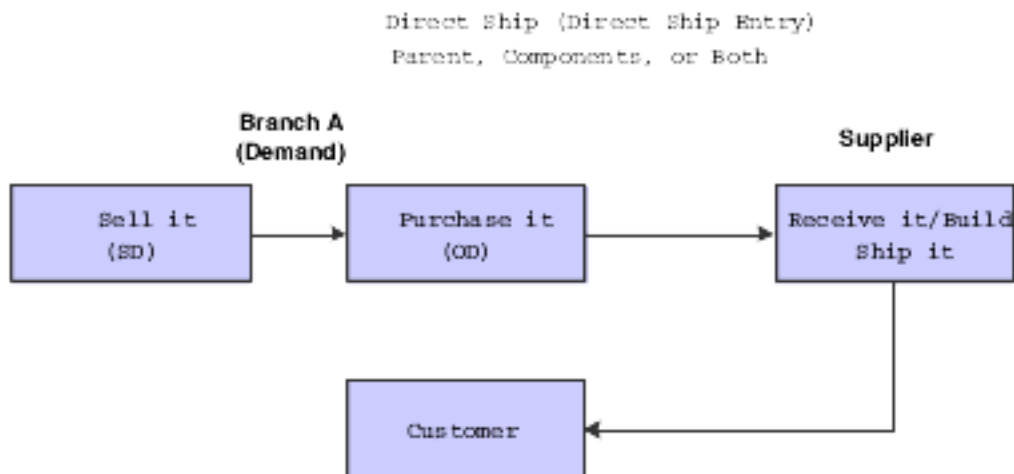 Direct Ship (Direct Ship Entry)
Parent, Components, or Both
Branch A
(Demand)
Supplier
Sell it
(SD)
Purchase it
(OD)
Receive it/Build
Ship it
Customer